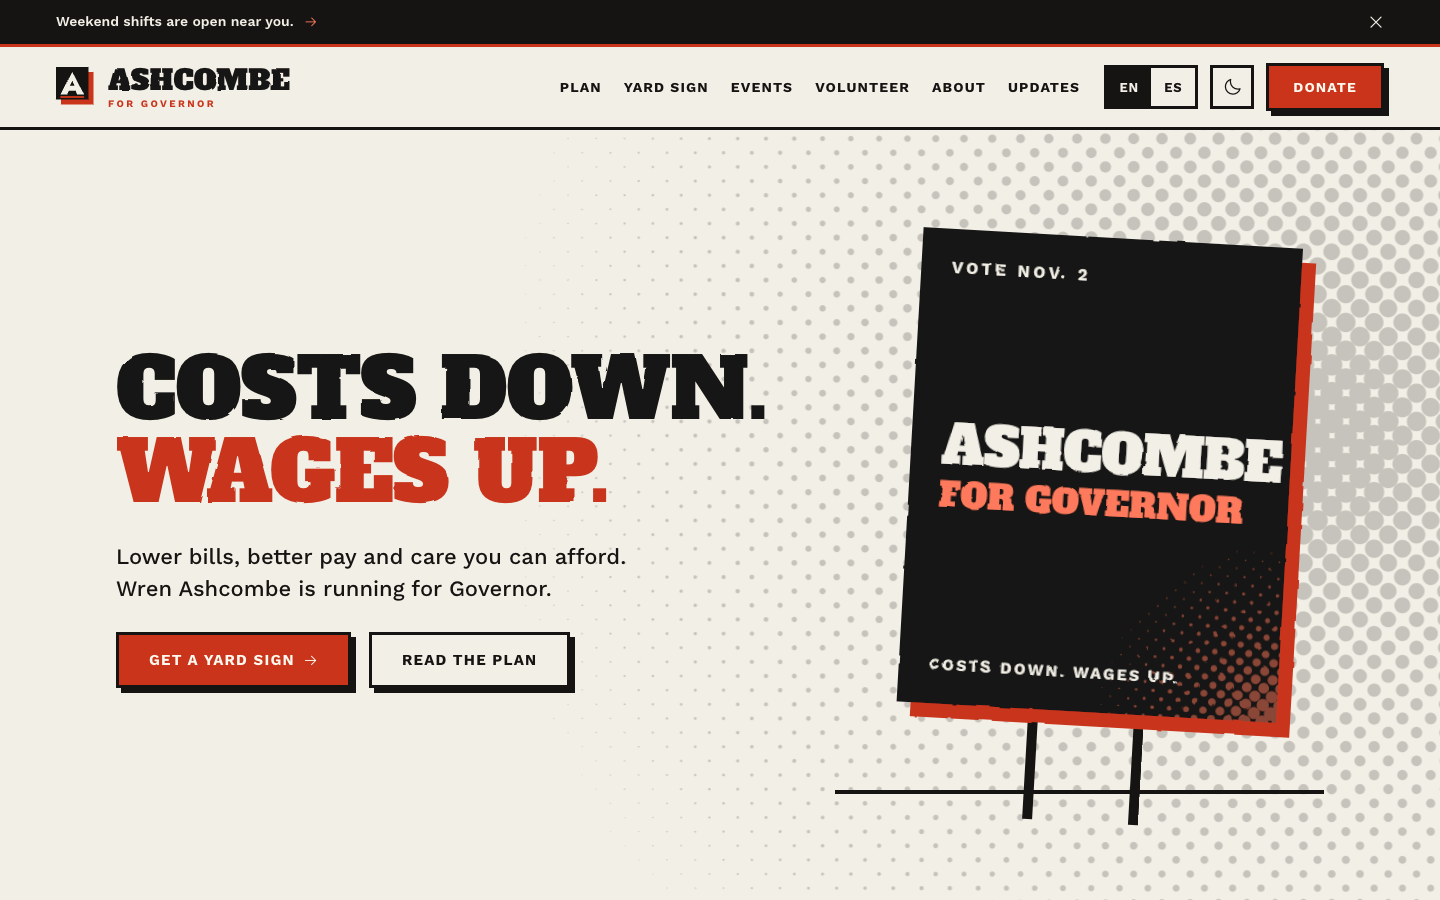 Weekend shifts are open near you. →
A
ASHCOMBE
FOR GOVERNOR
PLAN
YARD SIGN
EVENTS
VOLUNTEER
ABOUT
UPDATES
EN
ES
DONATE
COSTS DOWN.
WAGES UP.
Lower bills, better pay and care you can afford.
Wren Ashcombe is running for Governor.
GET A YARD SIGN →
READ THE PLAN
VOTE NOV. 2
ASHCOMBE
FOR GOVERNOR
COSTS DOWN. WAGES UP.